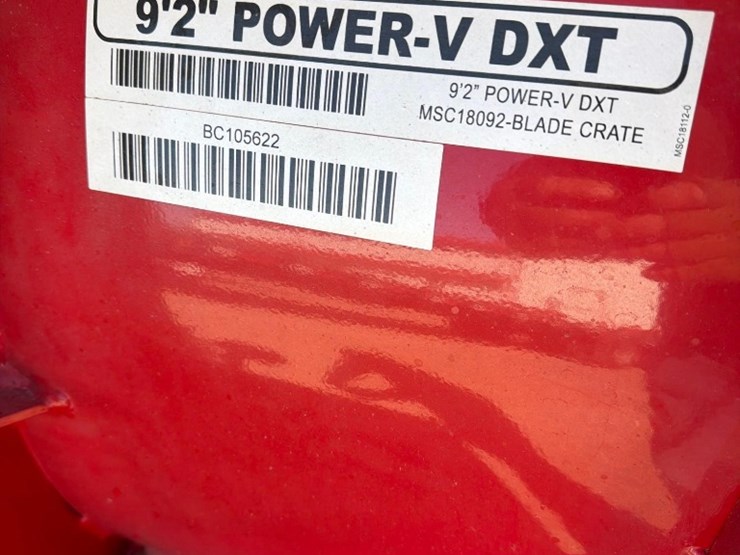 9'2" POWER-V DXT
9'2" POWER-V DXT
MSC18092-BLADE CRATE
MSC18112-0
BC105622